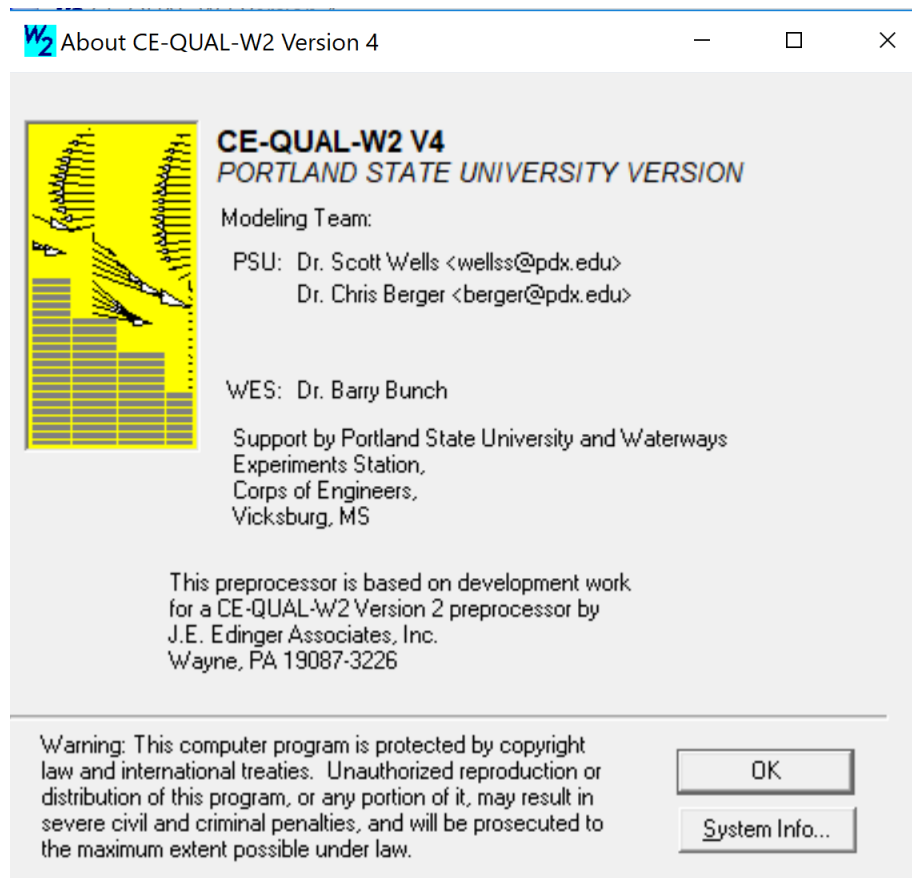 W2 About CE-QUAL-W2 Version 4
CE-QUAL-W2 V4
PORTLAND STATE UNIVERSITY VERSION
Modeling Team:
PSU: Dr. Scott Wells <wellss@pdx.edu>
Dr. Chris Berger <berger@pdx.edu>
WES: Dr. Barry Bunch
Support by Portland State University and Waterways
Experiments Station,
Corps of Engineers,
Vicksburg, MS
This preprocessor is based on development work
for a CE-QUAL-W2 Version 2 preprocessor by
J.E. Edinger Associates, Inc.
Wayne, PA 19087-3226
Warning: This computer program is protected by copyright
law and international treaties. Unauthorized reproduction or
distribution of this program, or any portion of it, may result in
severe civil and criminal penalties, and will be prosecuted to
the maximum extent possible under law.
OK
System Info...